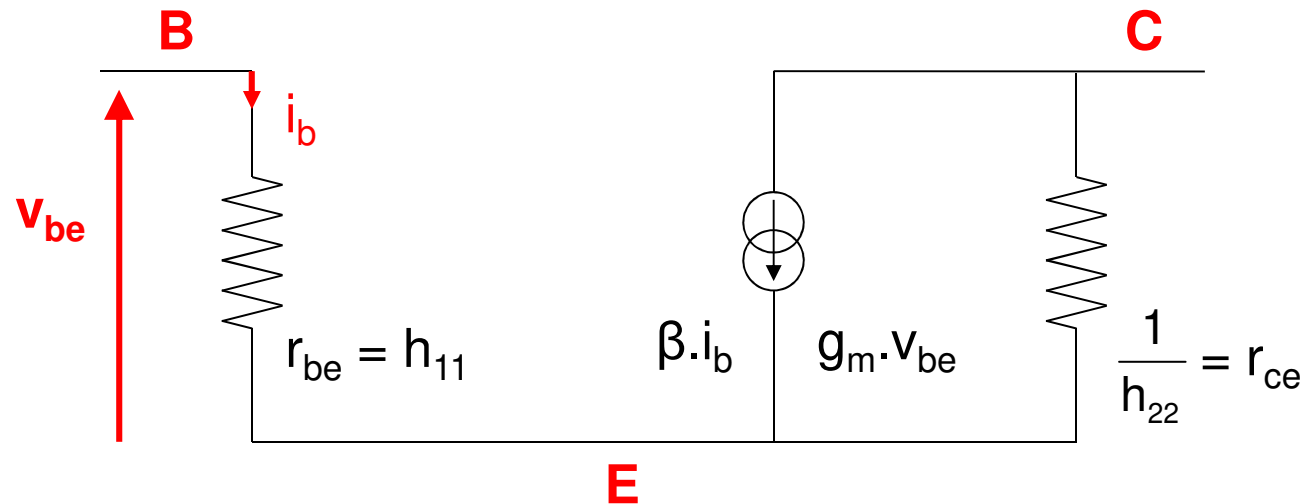 B
C
i_b
v_be
r_be = h_11
β.i_b
g_m.v_be
1/h_22 = r_ce
E